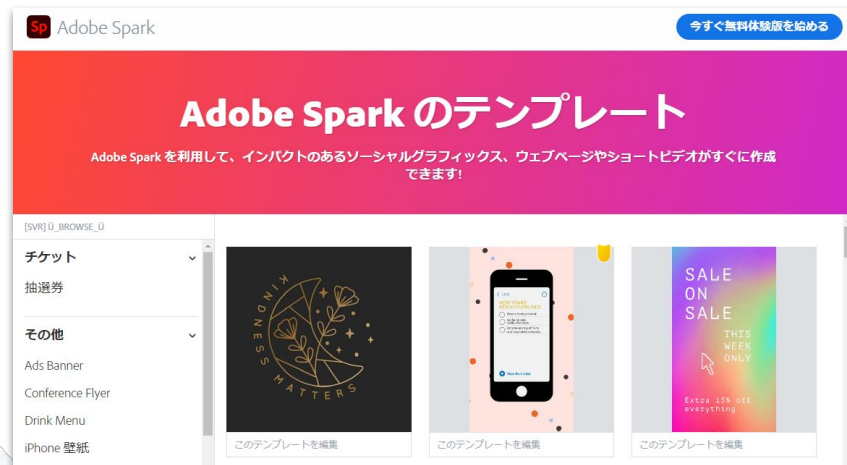 Sp Adobe Spark
今すぐ無料体験版を始める
Adobe Spark のテンプレート
Adobe Spark を利用して、インパクトのあるソーシャルグラフィックス、ウェブページやショートビデオがすぐに作成
できます!
[SVR] Ü_BROWSE_Ü
チケット
抽選券
その他
Ads Banner
Conference Flyer
Drink Menu
iPhone 壁紙
KINDNESS
MATTERS
このテンプレートを編集
NEW YEARS
このテンプレートを編集
SALE
ON
SALE
THIS
WEEK
ONLY
Extra 15% off
everything
このテンプレートを編集